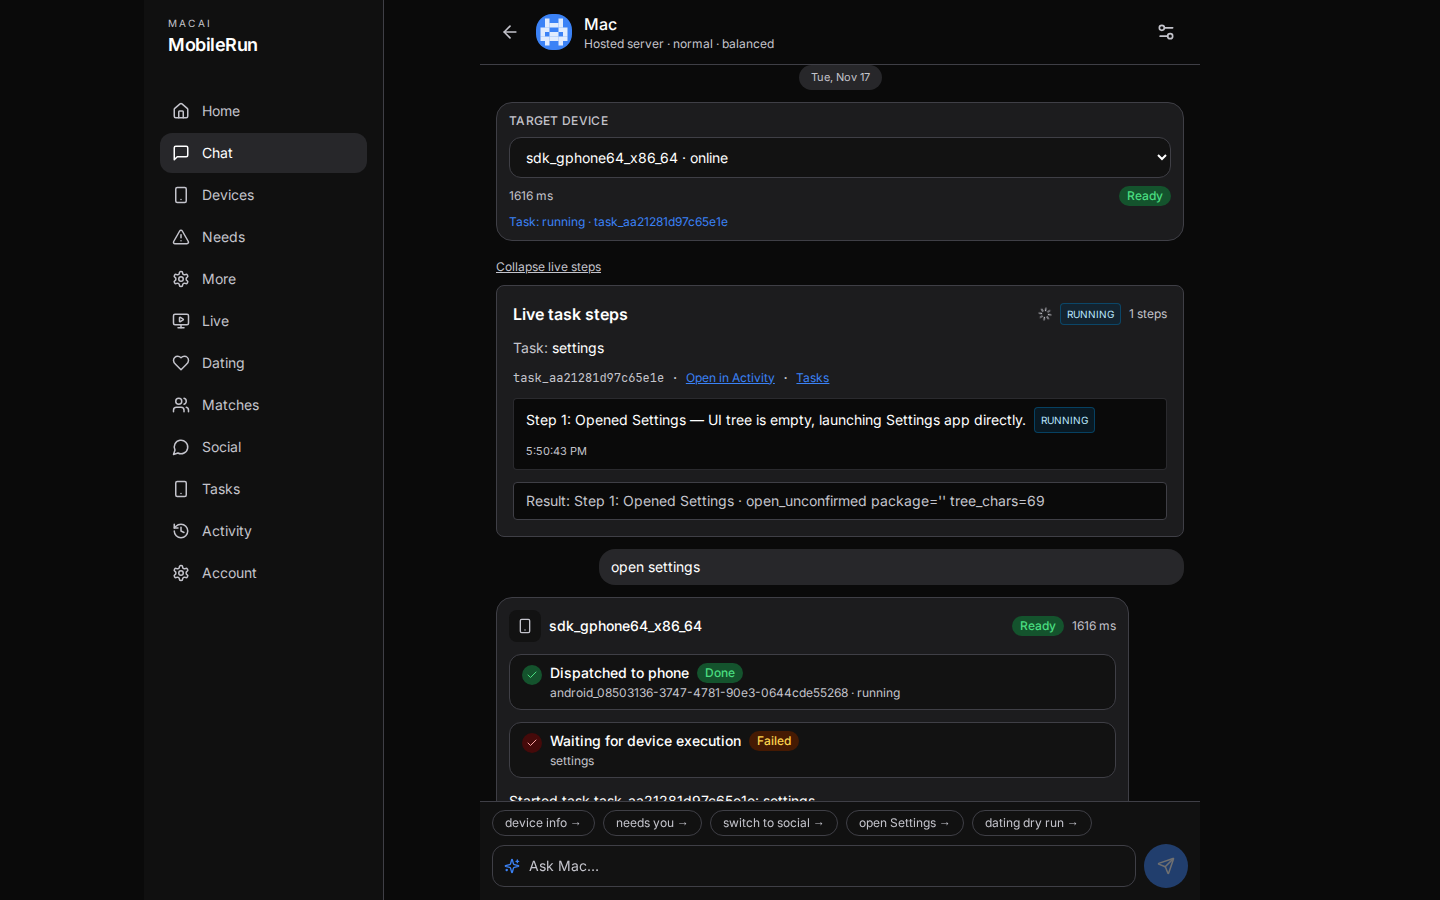 MACAI
MobileRun
Home
Chat
Devices
Needs
More
Live
Dating
Matches
Social
Tasks
Activity
Account
Mac
Hosted server · normal · balanced
Tue, Nov 17
TARGET DEVICE
sdk_gphone64_x86_64 · online
1616 ms
Ready
Task: running · task_aa21281d97c65e1e
Collapse live steps
Live task steps
RUNNING
1 steps
Task: settings
task_aa21281d97c65e1e · Open in Activity · Tasks
Step 1: Opened Settings — UI tree is empty, launching Settings app directly. RUNNING
5:50:43 PM
Result: Step 1: Opened Settings · open_unconfirmed package='' tree_chars=69
open settings
sdk_gphone64_x86_64
Ready
1616 ms
Dispatched to phone Done
android_08503136-3747-4781-90e3-0644cde55268 · running
Waiting for device execution Failed
settings
Started task task_aa21281d97c65e1e: settings
device info →
needs you →
switch to social →
open Settings →
dating dry run →
Ask Mac...